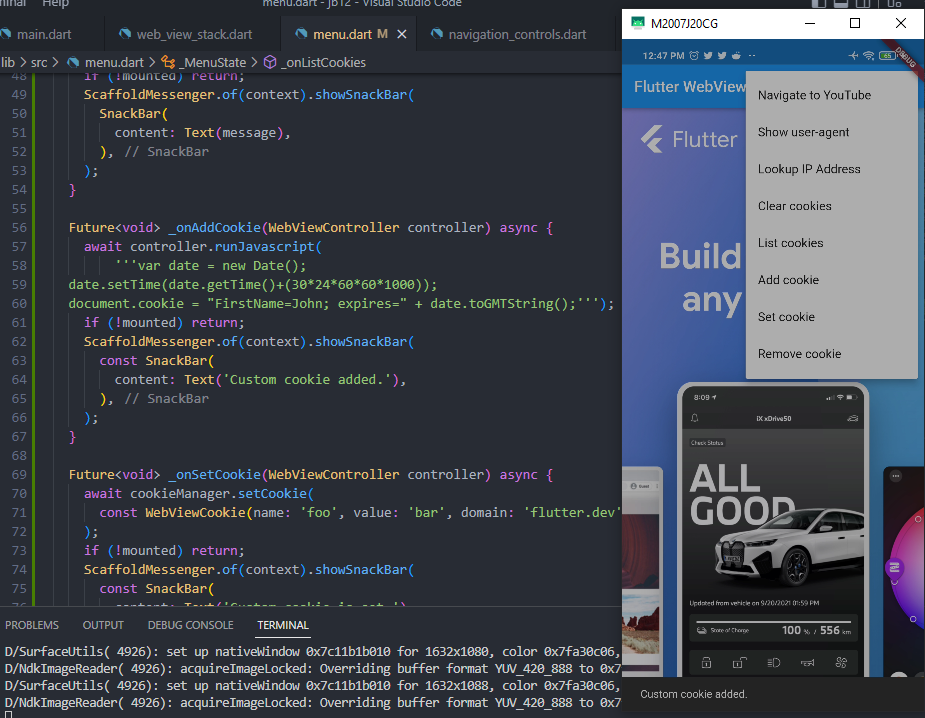 minal Help
menu.dart - jb12 - Visual Studio Code
main.dart
web_view_stack.dart
menu.dart M
navigation_controls.dart
lib > src > menu.dart > _MenuState > _onListCookies
48 if (!mounted) return;
49 ScaffoldMessenger.of(context).showSnackBar(
50 SnackBar(
51 content: Text(message),
52 ), // SnackBar
53 );
54 }
55
56 Future<void> _onAddCookie(WebViewController controller) async {
57 await controller.runJavascript(
58 '''var date = new Date();
59 date.setTime(date.getTime()+(30*24*60*60*1000));
60 document.cookie = "FirstName=John; expires=" + date.toGMTString();''');
61 if (!mounted) return;
62 ScaffoldMessenger.of(context).showSnackBar(
63 const SnackBar(
64 content: Text('Custom cookie added.'),
65 ), // SnackBar
66 );
67 }
68
69 Future<void> _onSetCookie(WebViewController controller) async {
70 await cookieManager.setCookie(
71 const WebViewCookie(name: 'foo', value: 'bar', domain: 'flutter.dev'
72 );
73 if (!mounted) return;
74 ScaffoldMessenger.of(context).showSnackBar(
75 const SnackBar(
76 content: Text('Custom cookie is set.')
PROBLEMS OUTPUT DEBUG CONSOLE TERMINAL
D/SurfaceUtils( 4926): set up nativeWindow 0x7c11b1b010 for 1632x1080, color 0x7fa30c06,
D/NdkImageReader( 4926): acquireImageLocked: Overriding buffer format YUV_420_888 to 0x7
D/SurfaceUtils( 4926): set up nativeWindow 0x7c11b1b010 for 1632x1088, color 0x7fa30c06,
D/NdkImageReader( 4926): acquireImageLocked: Overriding buffer format YUV_420_888 to 0x7
M2007J20CG
12:47 PM
DEBUG
Flutter WebView
Navigate to YouTube
Show user-agent
Lookup IP Address
Clear cookies
List cookies
Add cookie
Set cookie
Remove cookie
Flutter
Build
any
8:09
iX xDrive50
Check Status
ALL
GOOD
Updated from vehicle on 9/20/2021 01:59 PM
State of Charge 100 % / 556 km
Custom cookie added.